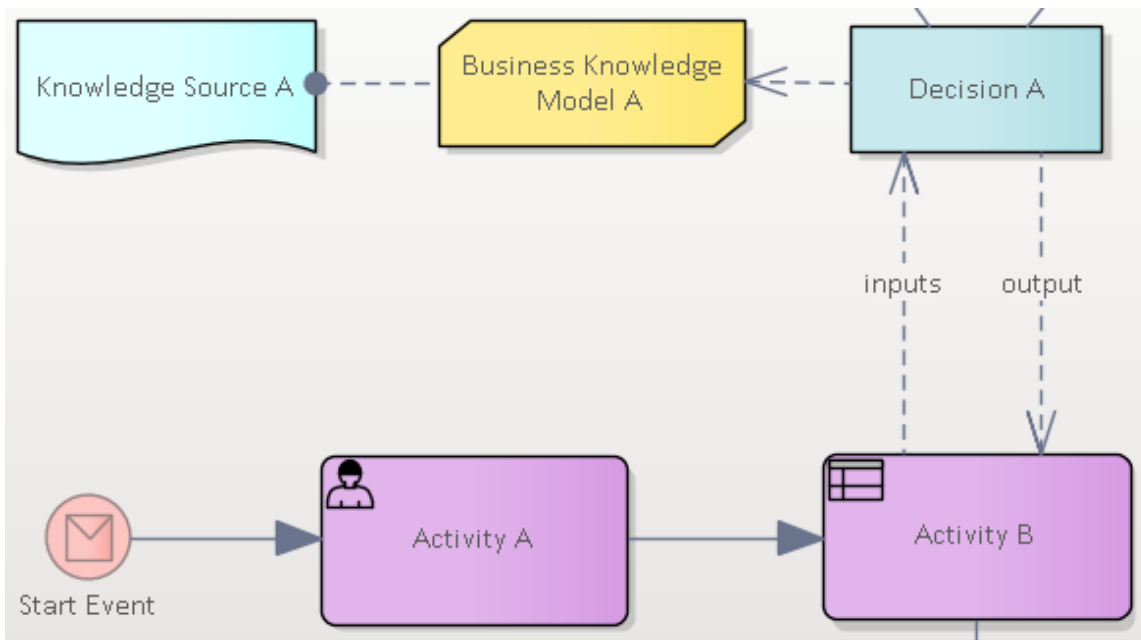 Knowledge Source A
Business Knowledge
Model A
Decision A
inputs
output
Activity A
Activity B
Start Event